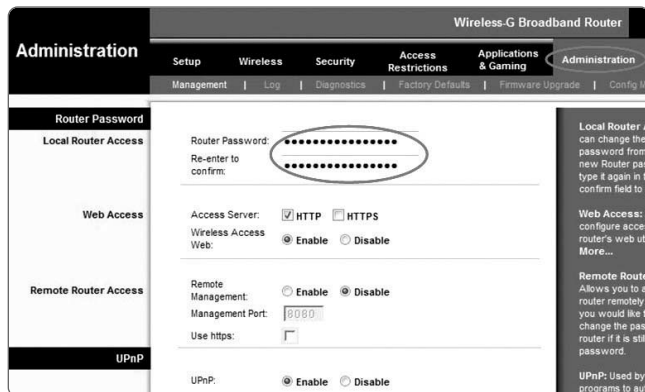 Wireless-G Broadband Router
Administration
Setup Wireless Security Access Restrictions Applications & Gaming Administration
Management | Log | Diagnostics | Factory Defaults | Firmware Upgrade | Config M
Router Password
Local Router Access
Router Password:
Re-enter to
confirm:
Web Access
Access Server: HTTP HTTPS
Wireless Access
Web: Enable Disable
Remote Router Access
Remote
Management: Enable Disable
Management Port: 8080
Use https:
UPnP
UPnP: Enable Disable
Local Router A
can change the
password from
new Router pas
type it again in t
confirm field to
Web Access:
configure acces
router's web ut
More...
Remote Route
Allows you to a
router remotely
you would like t
change the pas
router if it is still
password.
UPnP: Used by
programs to aut